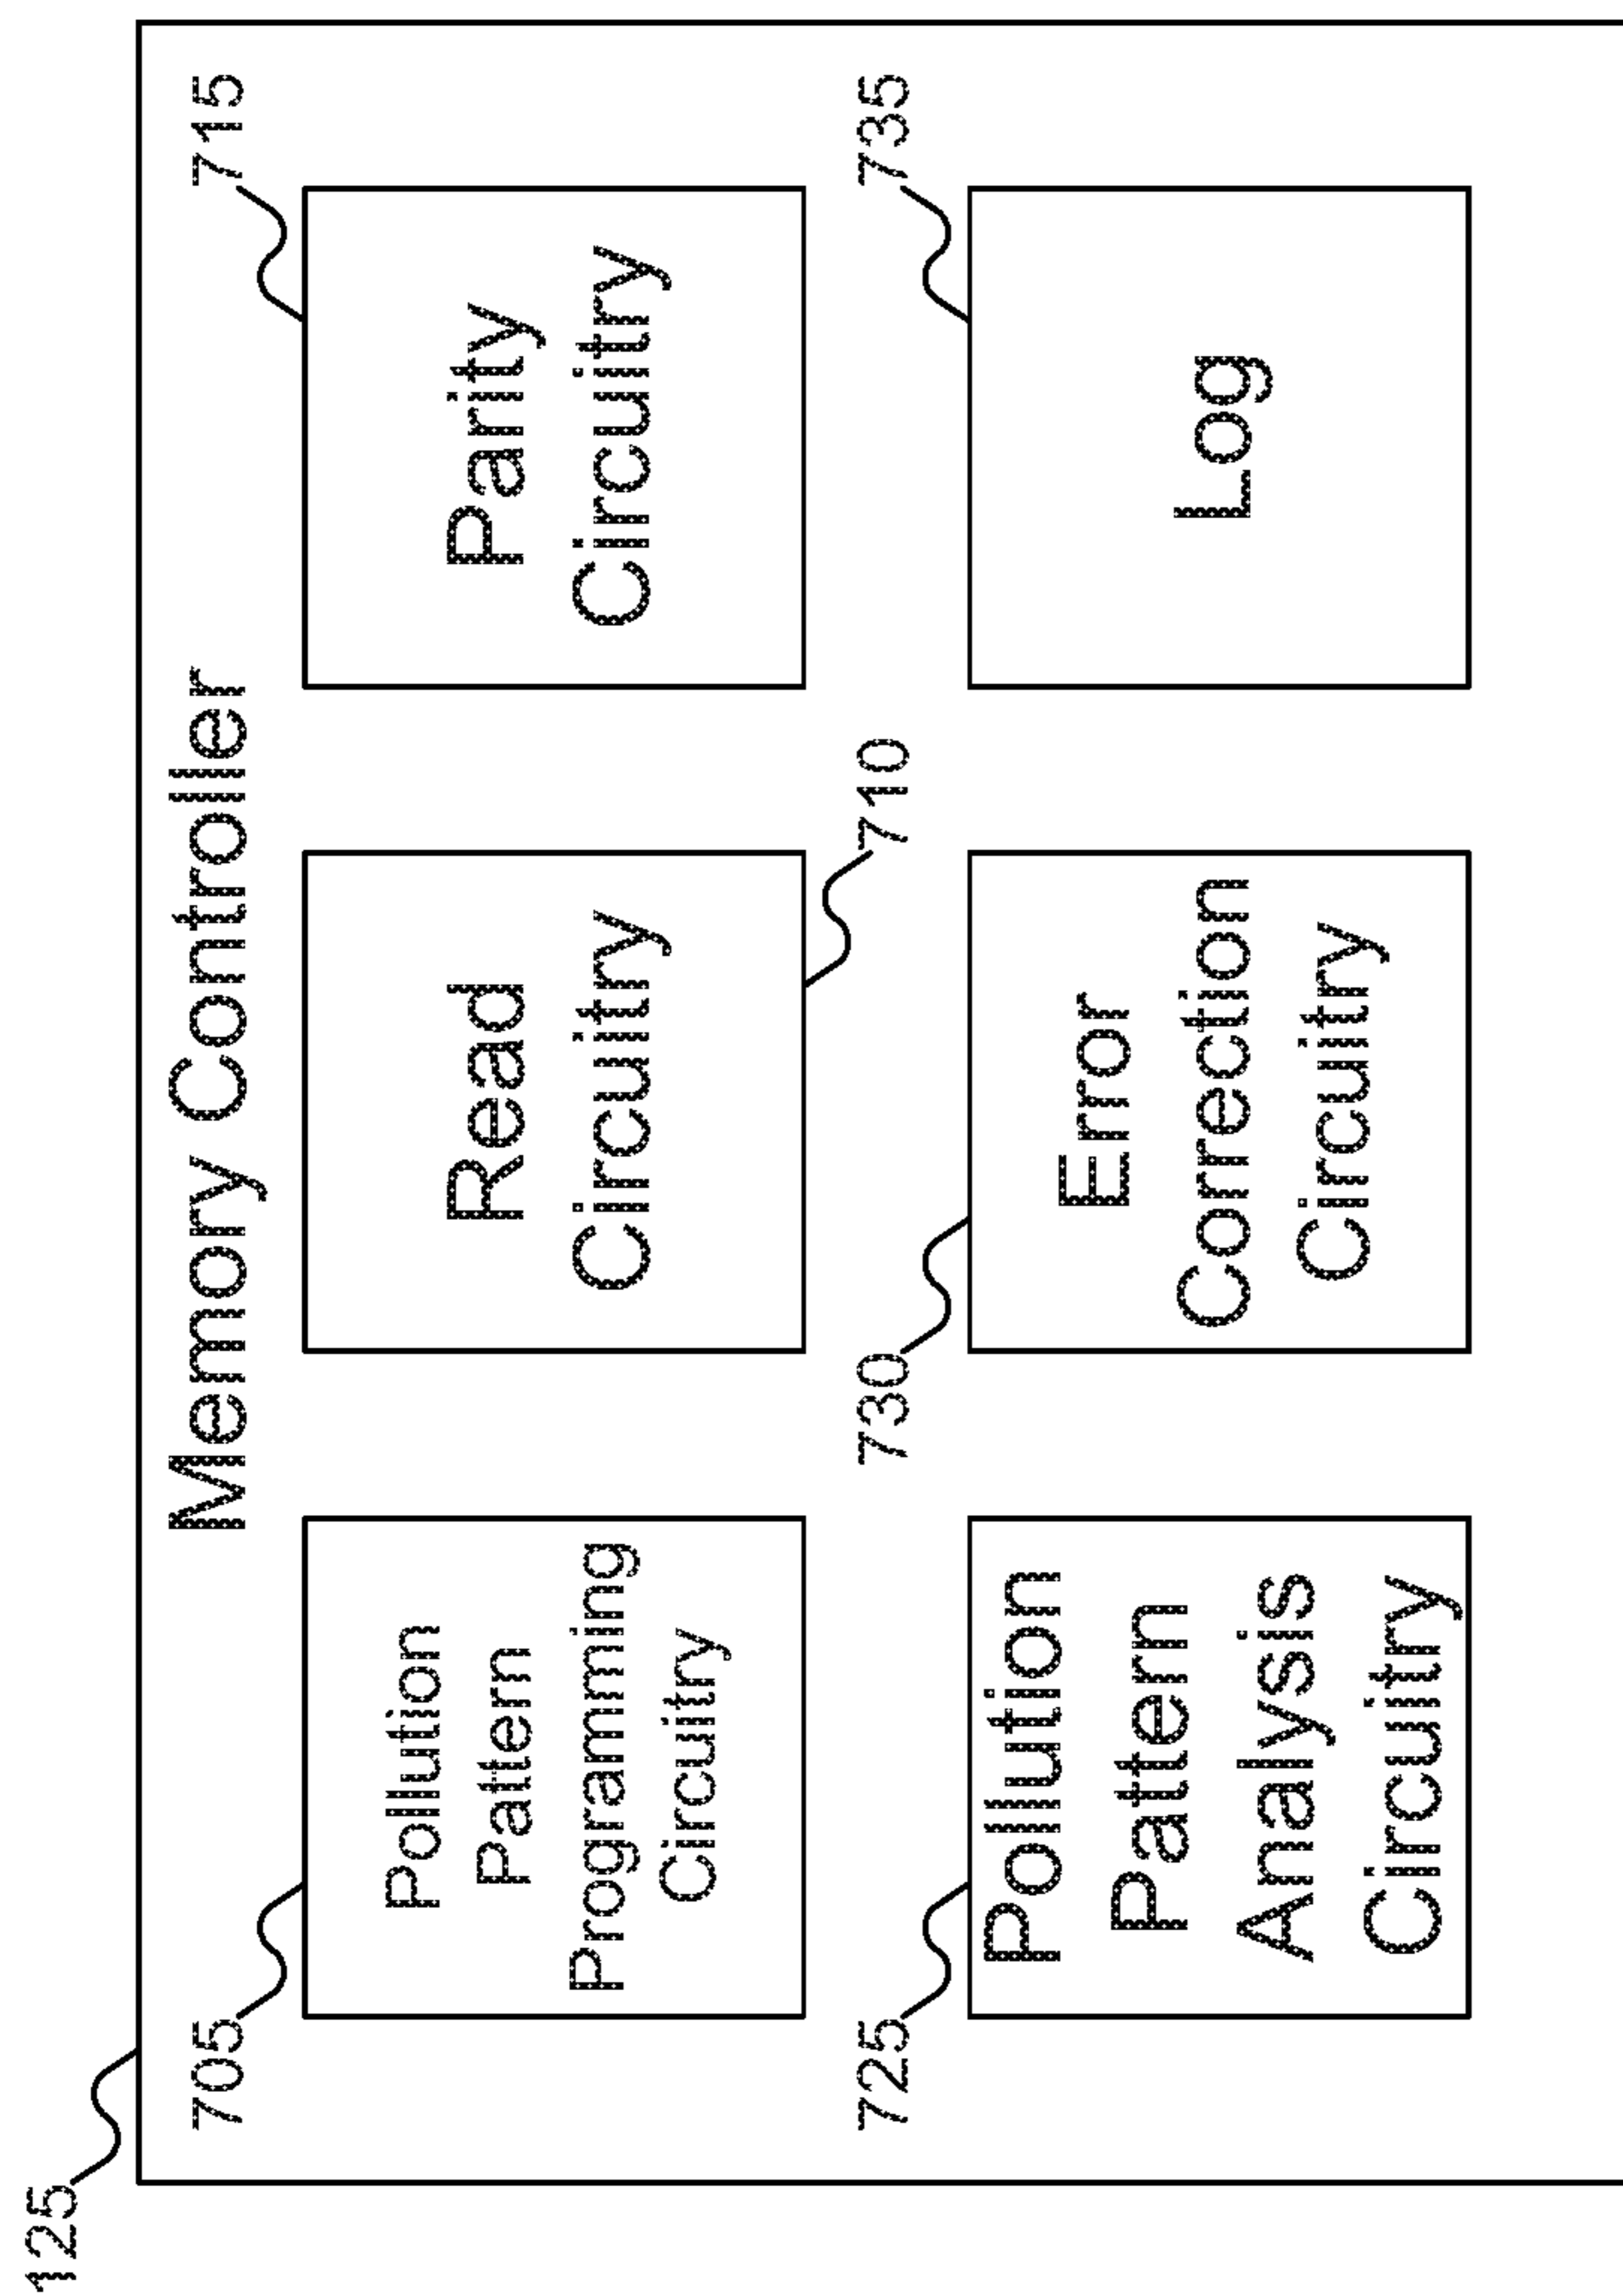 125
Memory Controller
705
Pollution
Pattern
Programming
Circuitry
Read
Circuitry
710
715
Parity
Circuitry
725
Pollution
Pattern
Analysis
Circuitry
730
Error
Correction
Circuitry
735
Log